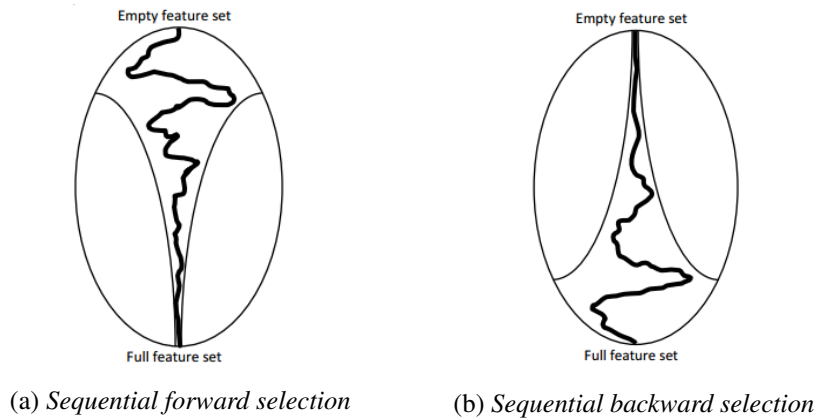 Empty feature set
Empty feature set
Full feature set
Full feature set
(a) Sequential forward selection
(b) Sequential backward selection